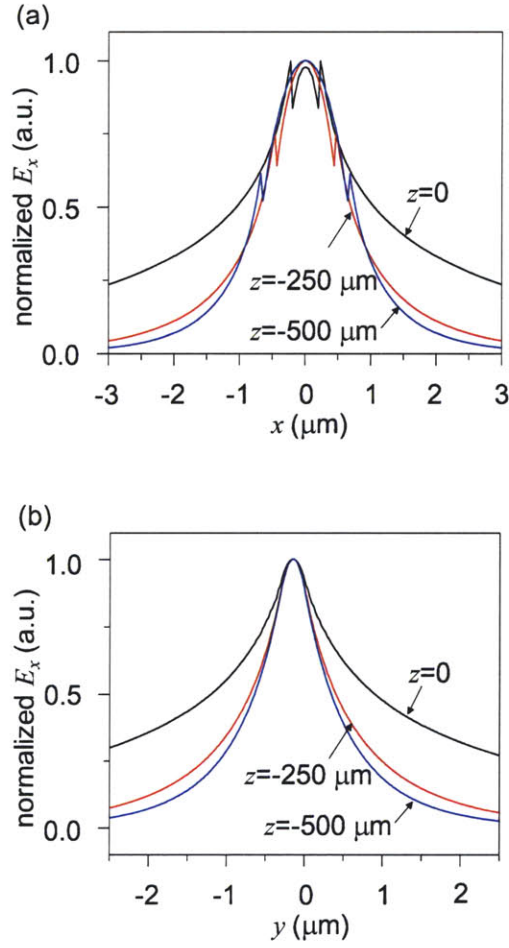 (a)
normalized Eₓ (a.u.)
1.0
0.5
0.0
z=0
z=-250 μm
z=-500 μm
-3 -2 -1 0 1 2 3
x (μm)
(b)
normalized Eₓ (a.u.)
1.0
0.5
0.0
z=0
z=-250 μm
z=-500 μm
-2 -1 0 1 2
y (μm)